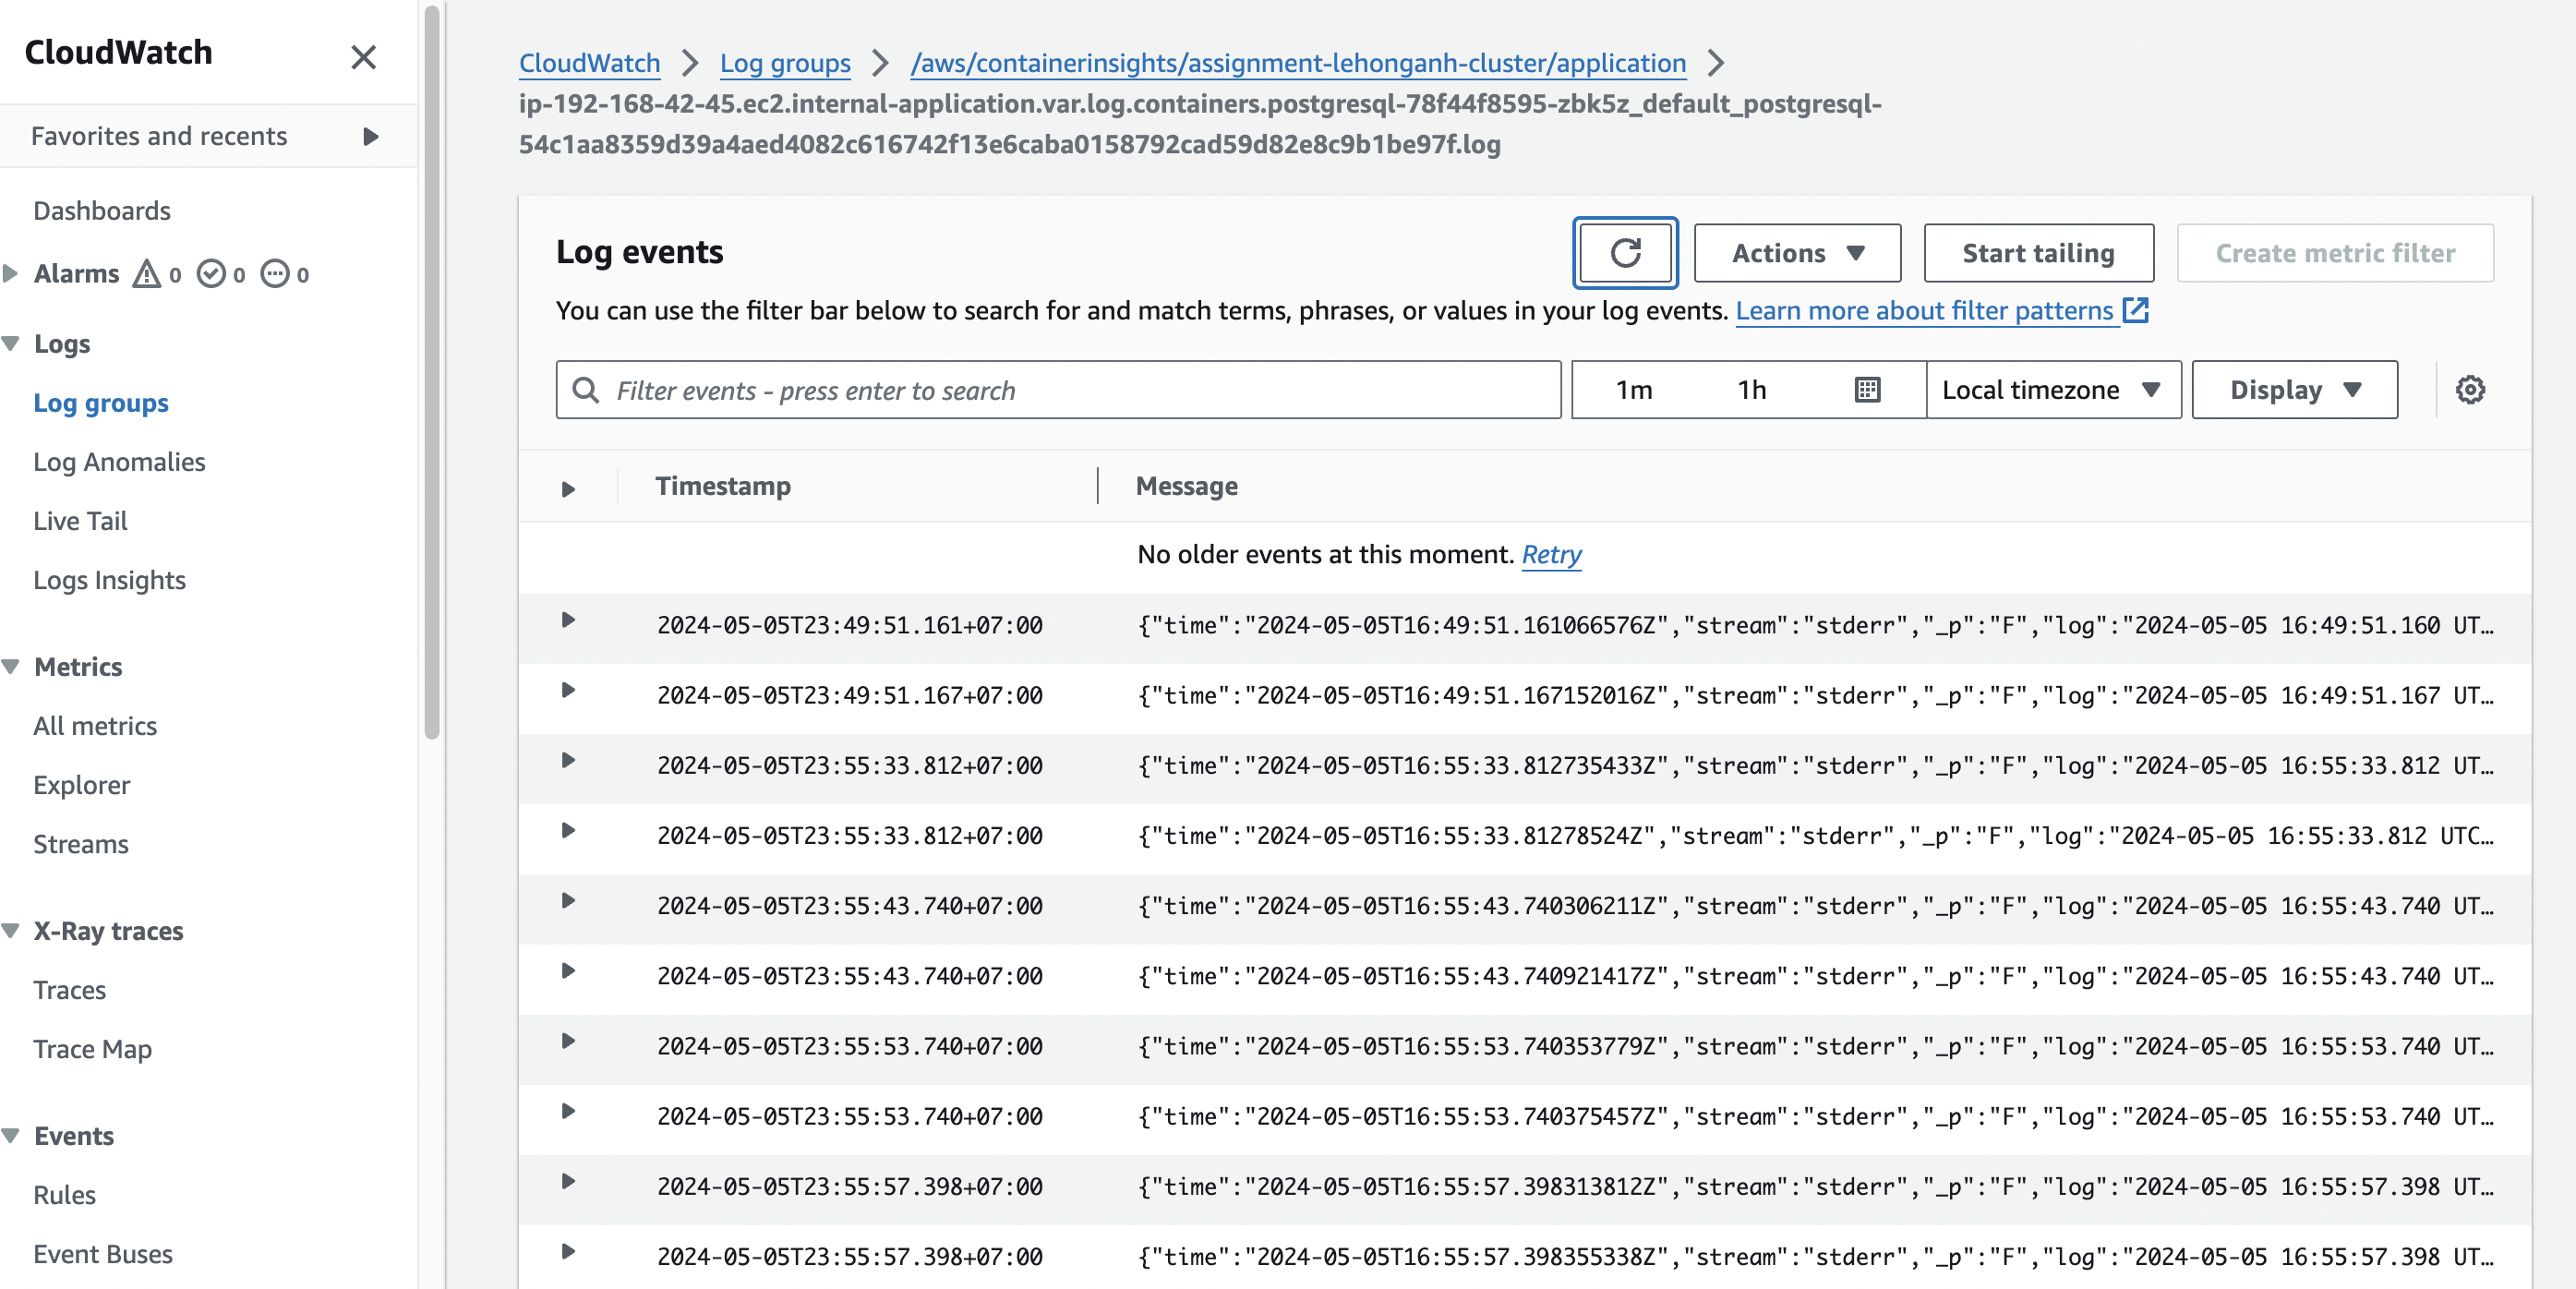 CloudWatch
Favorites and recents
Dashboards
Alarms 0 0 0
Logs
Log groups
Log Anomalies
Live Tail
Logs Insights
Metrics
All metrics
Explorer
Streams
X-Ray traces
Traces
Trace Map
Events
Rules
Event Buses
CloudWatch > Log groups > /aws/containerinsights/assignment-lehonganh-cluster/application >
ip-192-168-42-45.ec2.internal-application.var.log.containers.postgresql-78f44f8595-zbk5z_default_postgresql-
54c1aa8359d39a4aed4082c616742f13e6caba0158792cad59d82e8c9b1be97f.log
Log events
Actions
Start tailing
Create metric filter
You can use the filter bar below to search for and match terms, phrases, or values in your log events. Learn more about filter patterns
Filter events - press enter to search
1m 1h
Local timezone
Display
Timestamp Message
No older events at this moment. Retry
2024-05-05T23:49:51.161+07:00 {"time":"2024-05-05T16:49:51.161066576Z","stream":"stderr","_p":"F","log":"2024-05-05 16:49:51.160 UT…
2024-05-05T23:49:51.167+07:00 {"time":"2024-05-05T16:49:51.167152016Z","stream":"stderr","_p":"F","log":"2024-05-05 16:49:51.167 UT…
2024-05-05T23:55:33.812+07:00 {"time":"2024-05-05T16:55:33.812735433Z","stream":"stderr","_p":"F","log":"2024-05-05 16:55:33.812 UT…
2024-05-05T23:55:33.812+07:00 {"time":"2024-05-05T16:55:33.81278524Z","stream":"stderr","_p":"F","log":"2024-05-05 16:55:33.812 UTC…
2024-05-05T23:55:43.740+07:00 {"time":"2024-05-05T16:55:43.740306211Z","stream":"stderr","_p":"F","log":"2024-05-05 16:55:43.740 UT…
2024-05-05T23:55:43.740+07:00 {"time":"2024-05-05T16:55:43.740921417Z","stream":"stderr","_p":"F","log":"2024-05-05 16:55:43.740 UT…
2024-05-05T23:55:53.740+07:00 {"time":"2024-05-05T16:55:53.740353779Z","stream":"stderr","_p":"F","log":"2024-05-05 16:55:53.740 UT…
2024-05-05T23:55:53.740+07:00 {"time":"2024-05-05T16:55:53.740375457Z","stream":"stderr","_p":"F","log":"2024-05-05 16:55:53.740 UT…
2024-05-05T23:55:57.398+07:00 {"time":"2024-05-05T16:55:57.398313812Z","stream":"stderr","_p":"F","log":"2024-05-05 16:55:57.398 UT…
2024-05-05T23:55:57.398+07:00 {"time":"2024-05-05T16:55:57.398355338Z","stream":"stderr","_p":"F","log":"2024-05-05 16:55:57.398 UT…